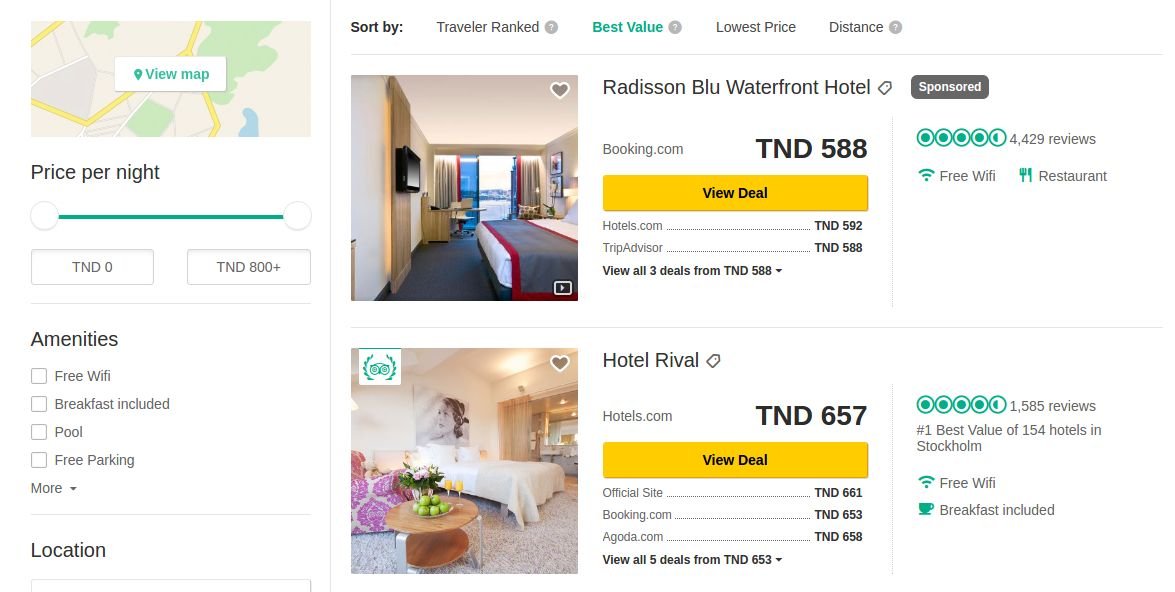 Sort by: Traveler Ranked ? Best Value ? Lowest Price Distance ?
View map
Price per night
TND 0 TND 800+
Amenities
Free Wifi
Breakfast included
Pool
Free Parking
More
Location
Radisson Blu Waterfront Hotel Sponsored
Booking.com TND 588
View Deal
Hotels.com TND 592
TripAdvisor TND 588
View all 3 deals from TND 588
4,429 reviews
Free Wifi Restaurant
Hotel Rival
Hotels.com TND 657
View Deal
Official Site TND 661
Booking.com TND 653
Agoda.com TND 658
View all 5 deals from TND 653
1,585 reviews
#1 Best Value of 154 hotels in
Stockholm
Free Wifi
Breakfast included